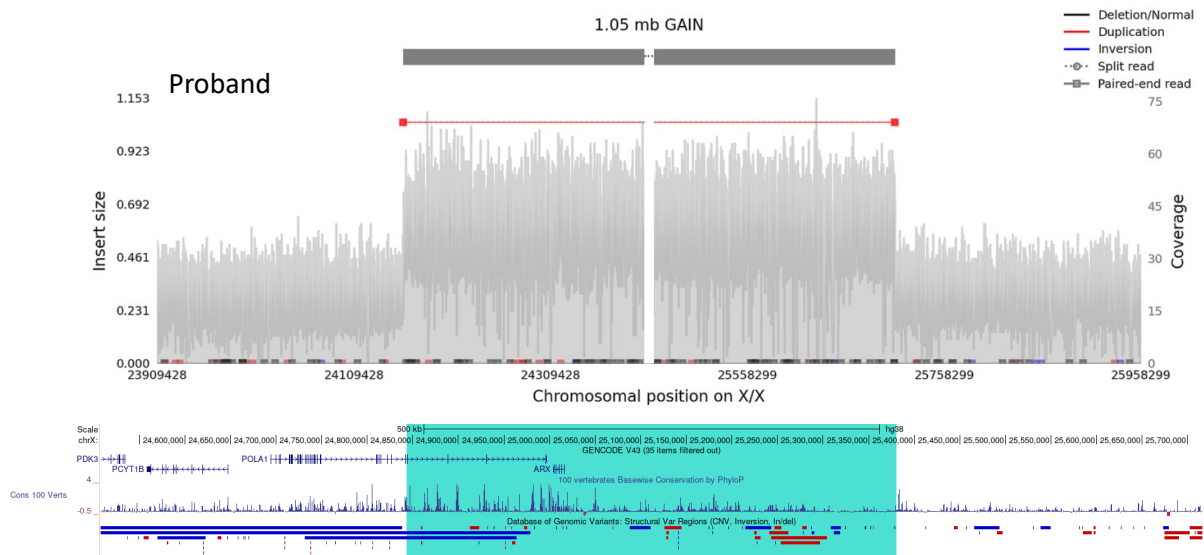 1.05 mb GAIN
Deletion/Normal
Duplication
Inversion
Split read
Paired-end read
Proband
1.153
0.923
0.692
0.461
0.231
0.000
Insert size
75
60
45
30
15
0
Coverage
23909428 24109428 24309428 25558299 25758299 25958299
Chromosomal position on X/X
Scale 500 kb hg38
chrX: 24,600,000 24,650,000 24,700,000 24,750,000 24,800,000 24,850,000 24,900,000 24,950,000 25,000,000 25,050,000 25,100,000 25,150,000 25,200,000 25,250,000 25,300,000 25,350,000 25,400,000 25,450,000 25,500,000 25,550,000 25,600,000 25,650,000 25,700,000
GENCODE V43 (35 items filtered out)
PDK3 POLA1
PCYT1B ARX
100 vertebrates Basewise Conservation by PhyloP
4
Cons 100 Verts
-0.5
Database of Genomic Variants: Structural Var Regions (CNV, Inversion, In/del)